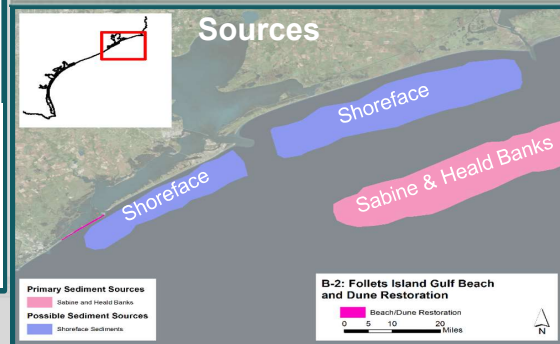 Sources
Shoreface
Shoreface
Sabine & Heald Banks
Primary Sediment Sources
Sabine and Heald Banks
Possible Sediment Sources
Shoreface Sediments
B-2: Follets Island Gulf Beach
and Dune Restoration
Beach/Dune Restoration
0 5 10 20
Miles
N